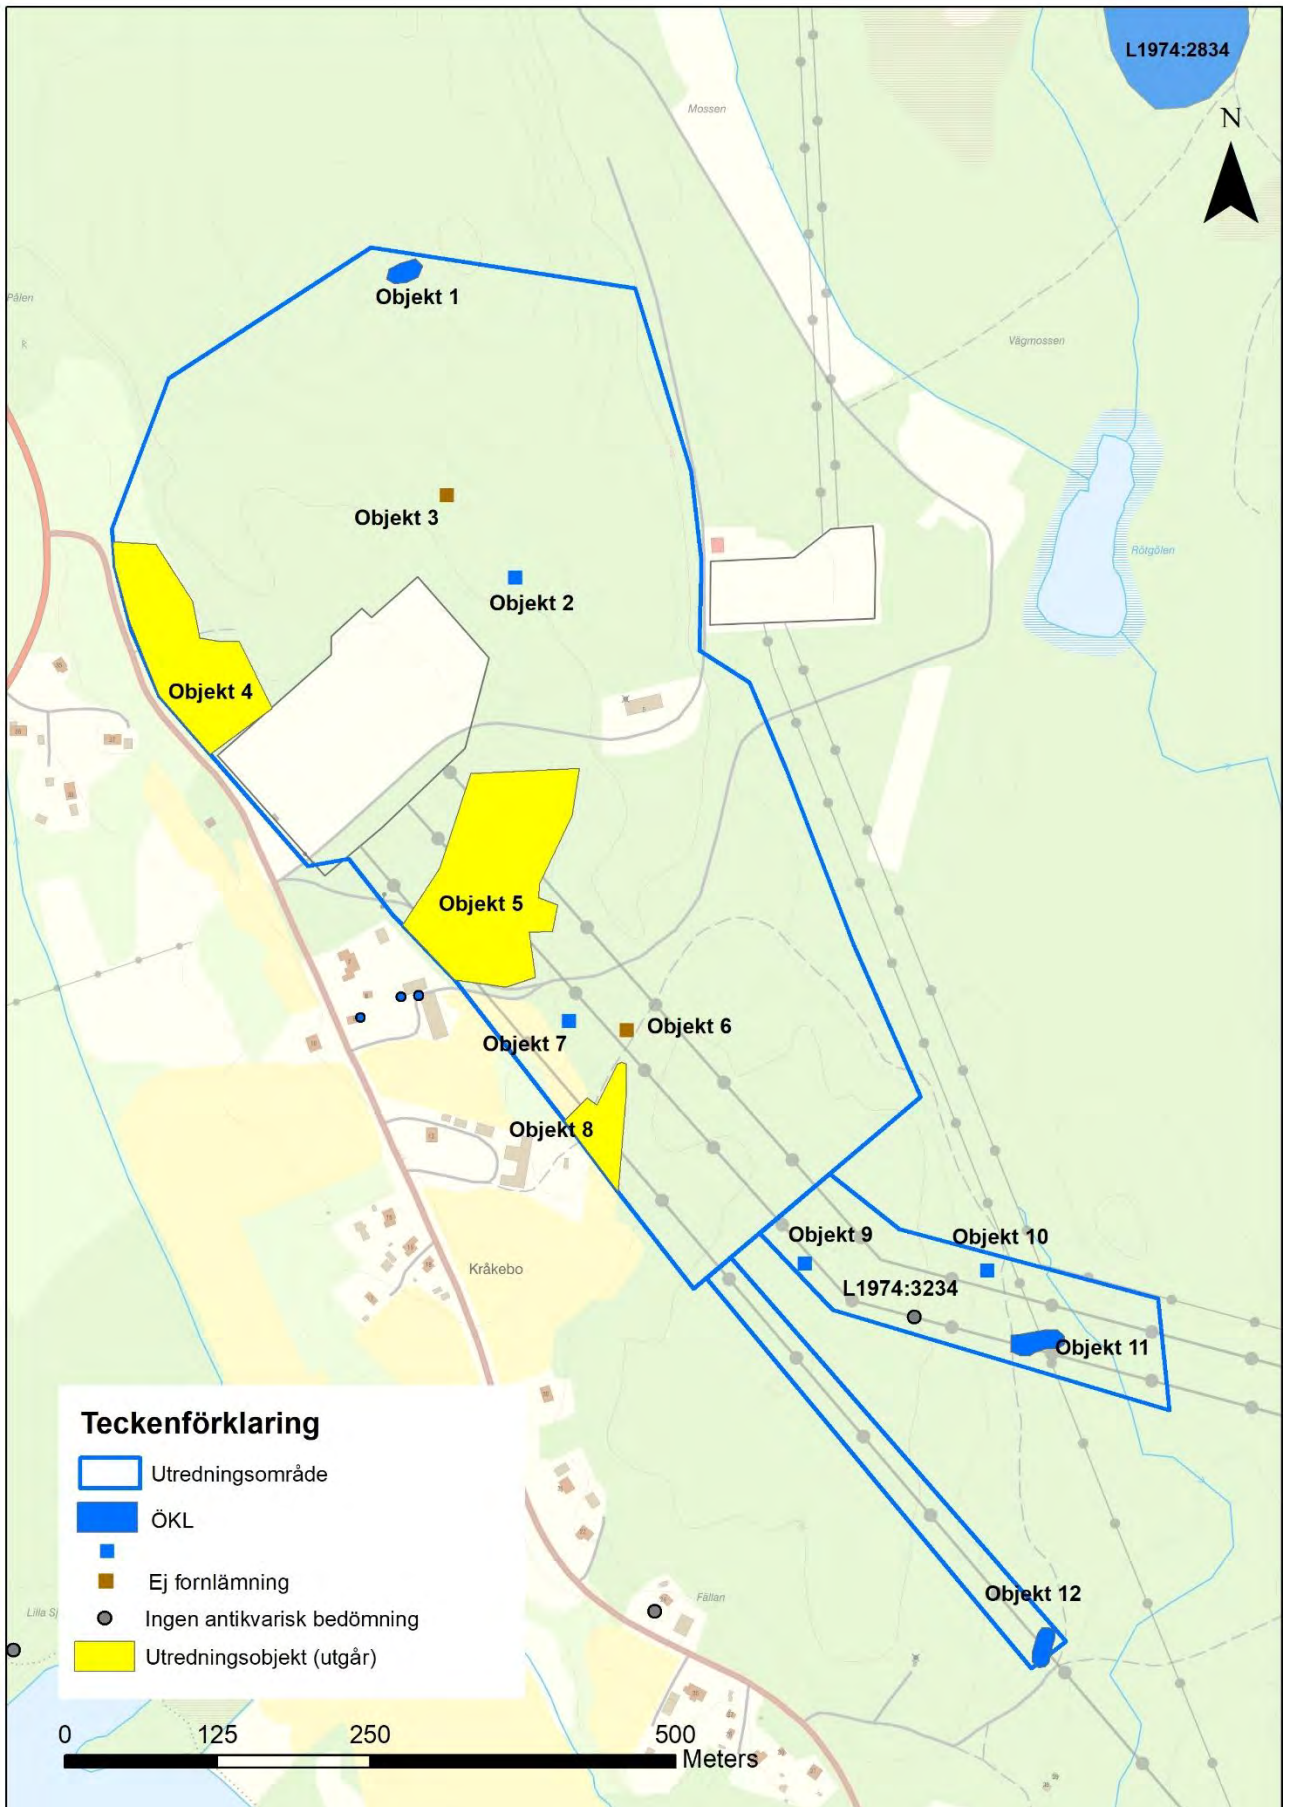 L1974:2834
N
Mossen
Pålen
k
Objekt 1
Vägmossen
Objekt 3
Rötgölen
Objekt 2
Objekt 4
Objekt 5
Objekt 6
Objekt 7
Objekt 8
Objekt 9
Objekt 10
Kråkebo
L1974:3234
Objekt 11
Teckenförklaring
Utredningsområde
ÖKL
Ej fornlämning
Ingen antikvarisk bedömning
Utredningsobjekt (utgår)
Objekt 12
Fällan
Lilla Sj
0 125 250 500
Meters